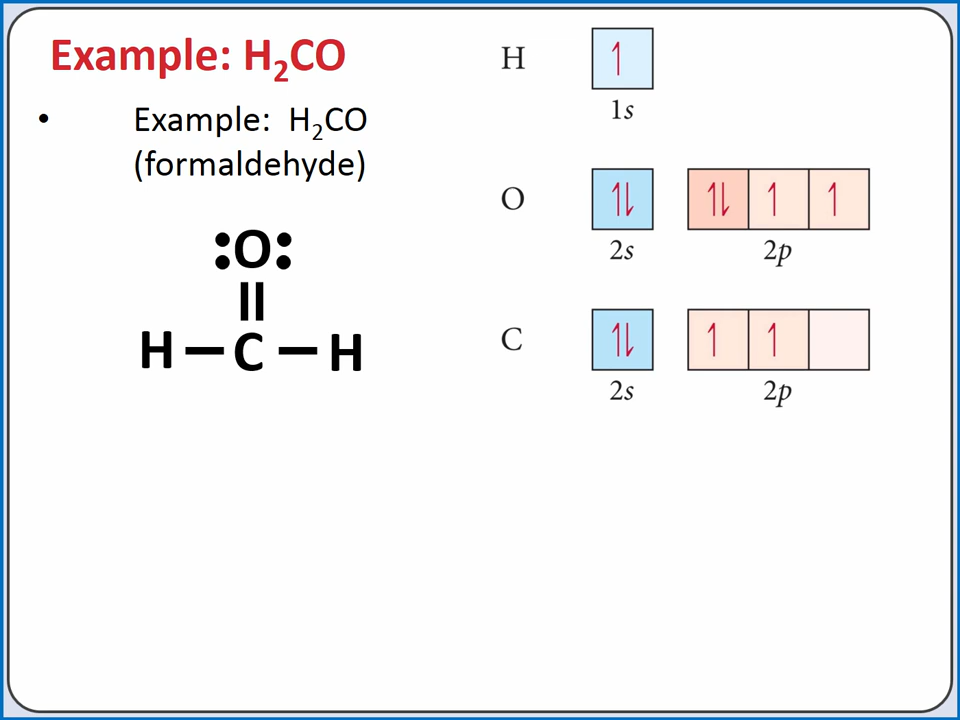 Example: H₂CO
• Example: H₂CO
(formaldehyde)
:O:
H – C – H
H ↿
1s
O ↿⇂ ↿⇂ ↿ ↿
2s 2p
C ↿⇂ ↿ ↿
2s 2p